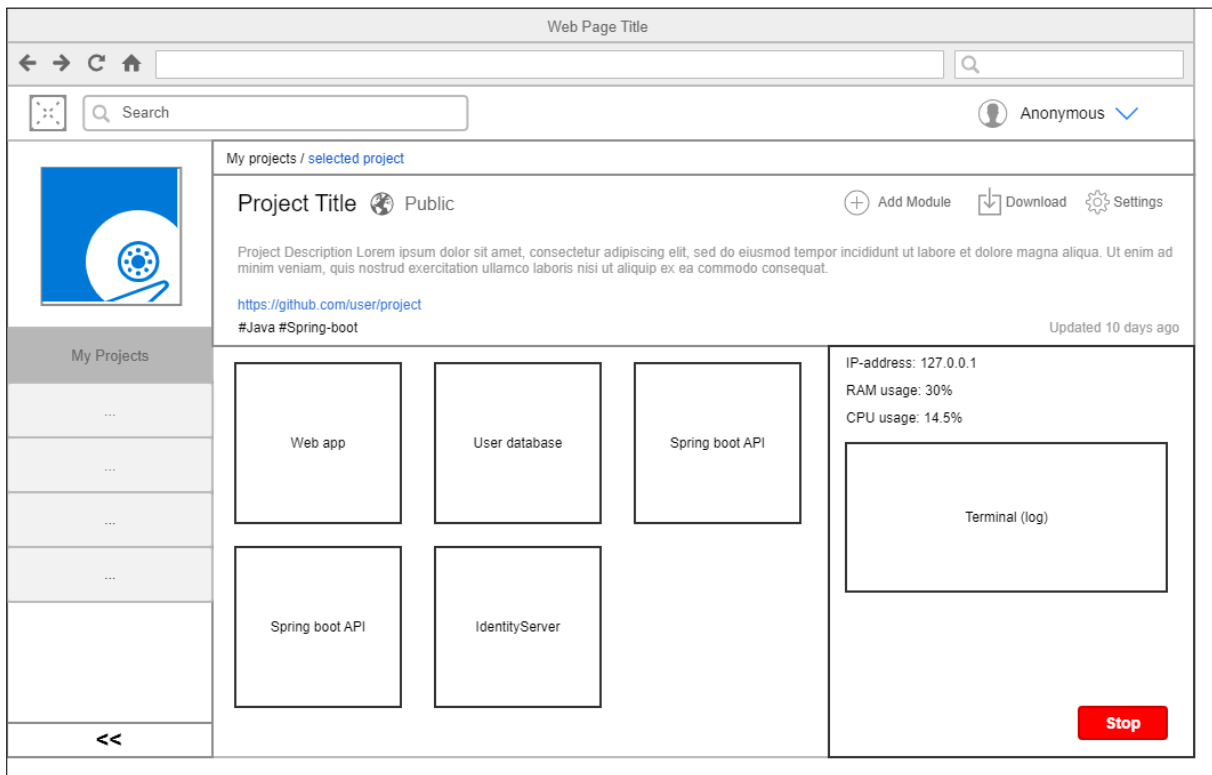 Web Page Title
Search
Anonymous
My projects / selected project
Project Title Public
Add Module Download Settings
Project Description Lorem ipsum dolor sit amet, consectetur adipiscing elit, sed do eiusmod tempor incididunt ut labore et dolore magna aliqua. Ut enim ad
minim veniam, quis nostrud exercitation ullamco laboris nisi ut aliquip ex ea commodo consequat.
https://github.com/user/project
#Java #Spring-boot
Updated 10 days ago
My Projects
...
...
...
...
<<
Web app
User database
Spring boot API
Spring boot API
IdentityServer
IP-address: 127.0.0.1
RAM usage: 30%
CPU usage: 14.5%
Terminal (log)
Stop